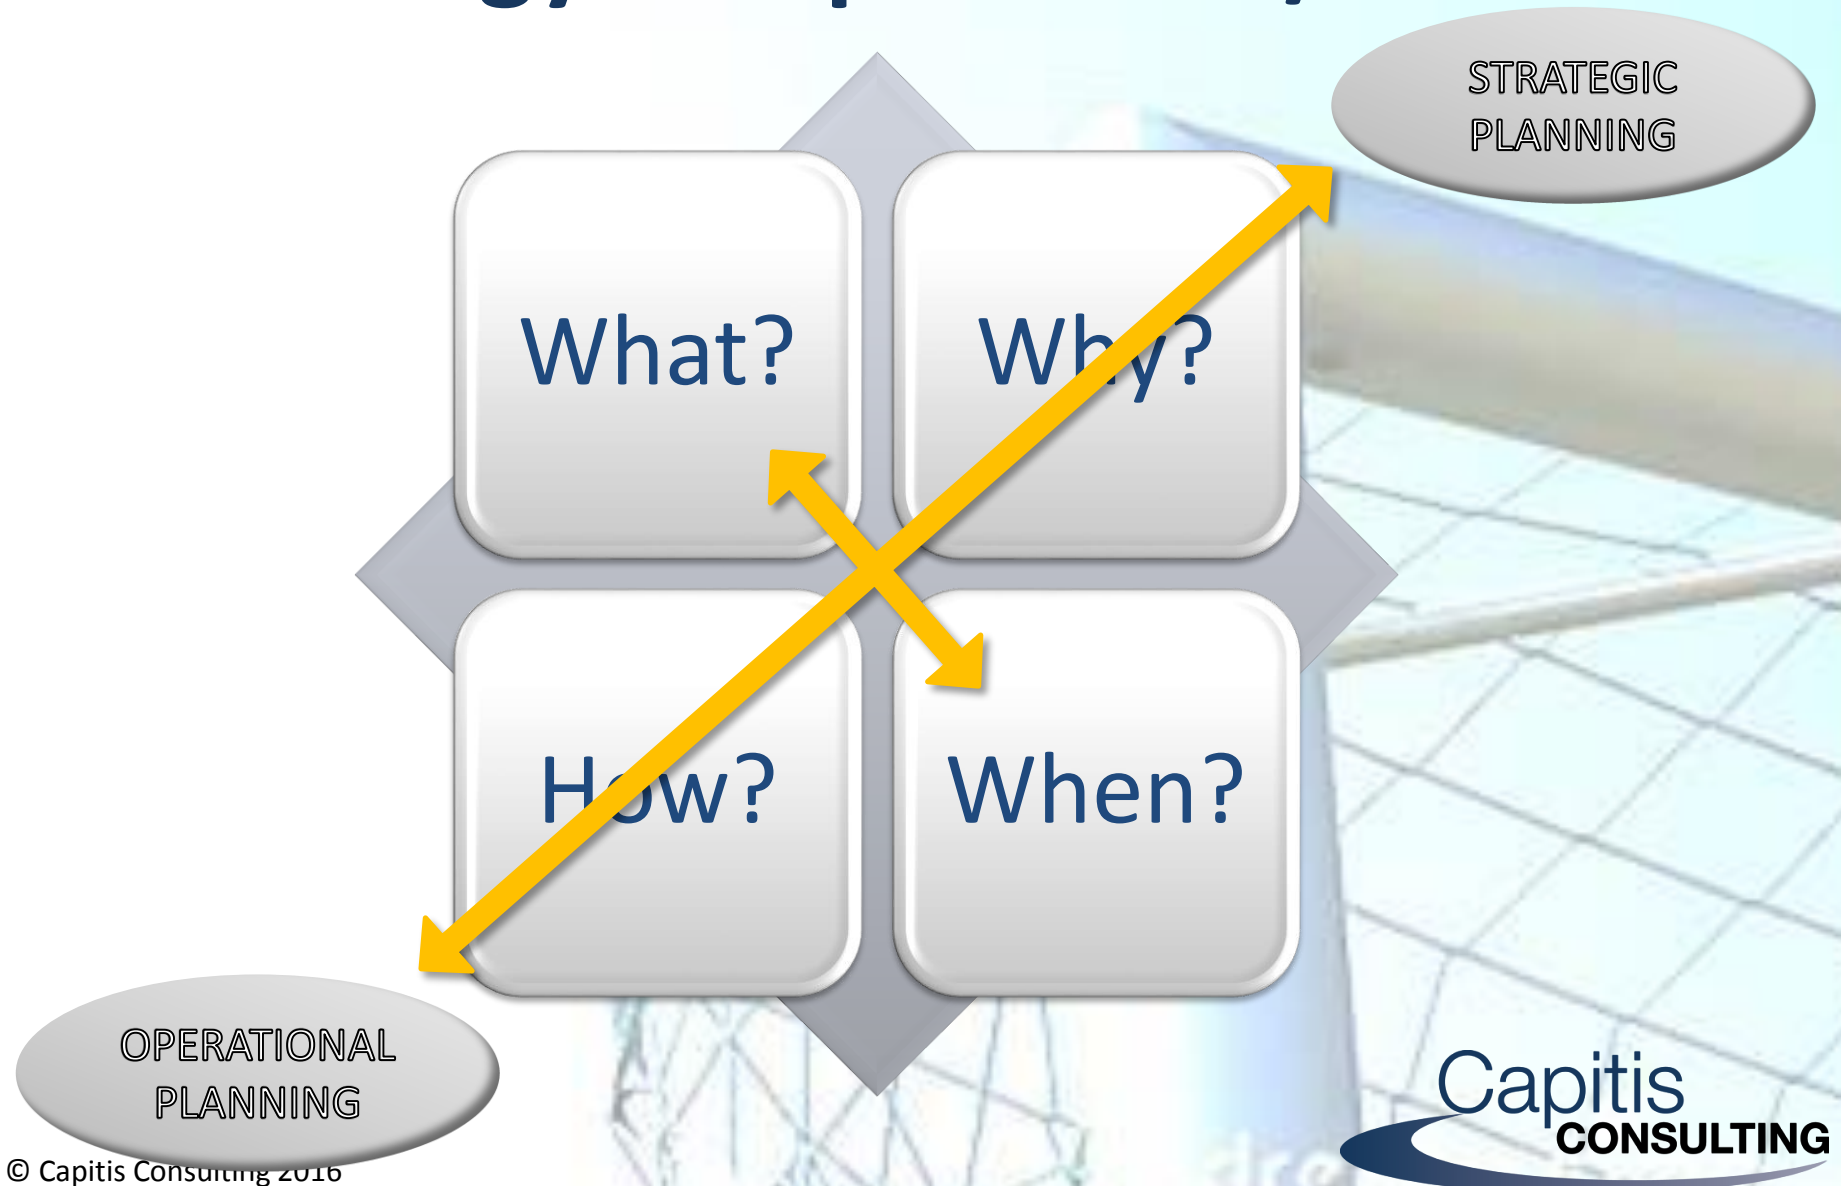 STRATEGIC
PLANNING
What?
Why?
How?
When?
OPERATIONAL
PLANNING
© Capitis Consulting 2016
Capitis
CONSULTING